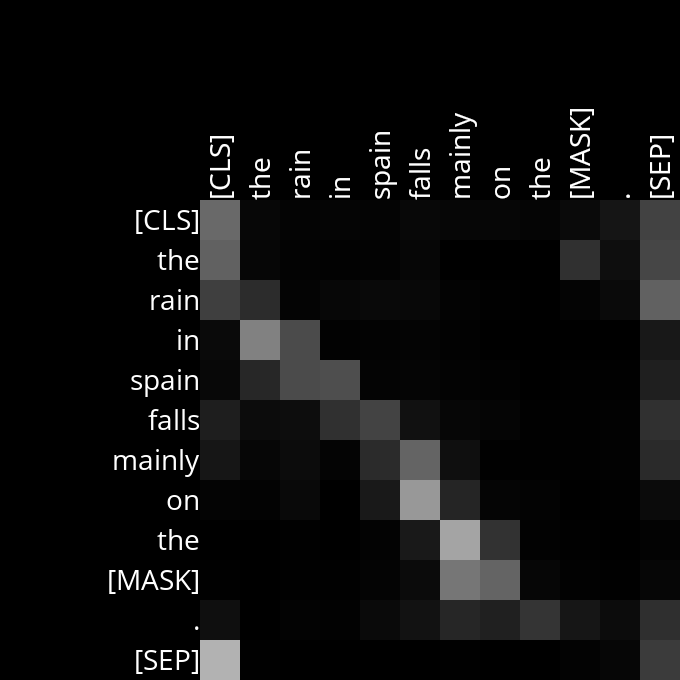 [CLS]
the
rain
in
spain
falls
mainly
on
the
[MASK]
.
[SEP]
[CLS]
the
rain
in
spain
falls
mainly
on
the
[MASK]
.
[SEP]